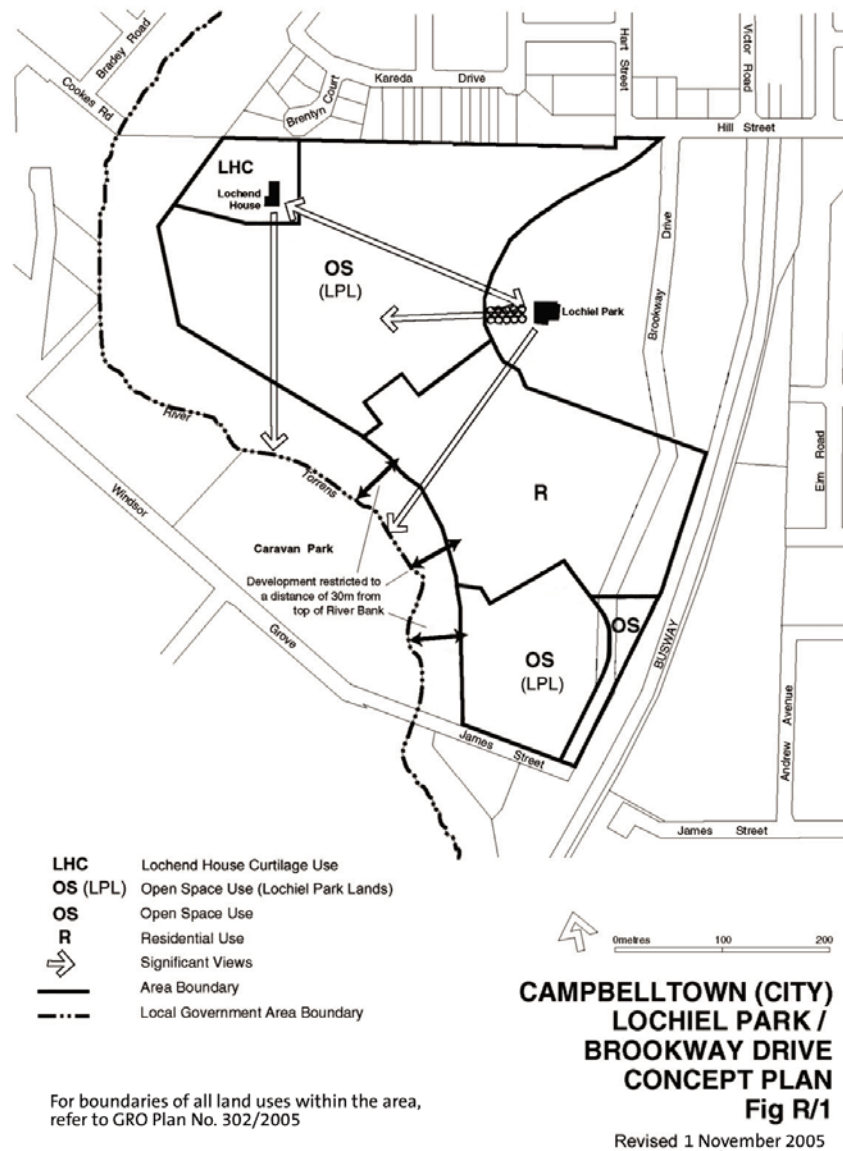 Bradey Road
Cookes Rd
Brentyn Court
Kareda Drive
Hart Street
Victor Road
Hill Street
LHC
Lochend
House
OS
(LPL)
Lochiel Park
Brookway Drive
River Torrens
Windsor Grove
Caravan Park
Development restricted to
a distance of 30m from
top of River Bank
R
OS
(LPL)
OS
BUSWAY
Elm Road
Andrew Avenue
James Street
James Street
LHC Lochend House Curtilage Use
OS (LPL) Open Space Use (Lochiel Park Lands)
OS Open Space Use
R Residential Use
Significant Views
Area Boundary
Local Government Area Boundary
0metres 100 200
CAMPBELLTOWN (CITY)
LOCHIEL PARK /
BROOKWAY DRIVE
CONCEPT PLAN
Fig R/1
Revised 1 November 2005
For boundaries of all land uses within the area,
refer to GRO Plan No. 302/2005